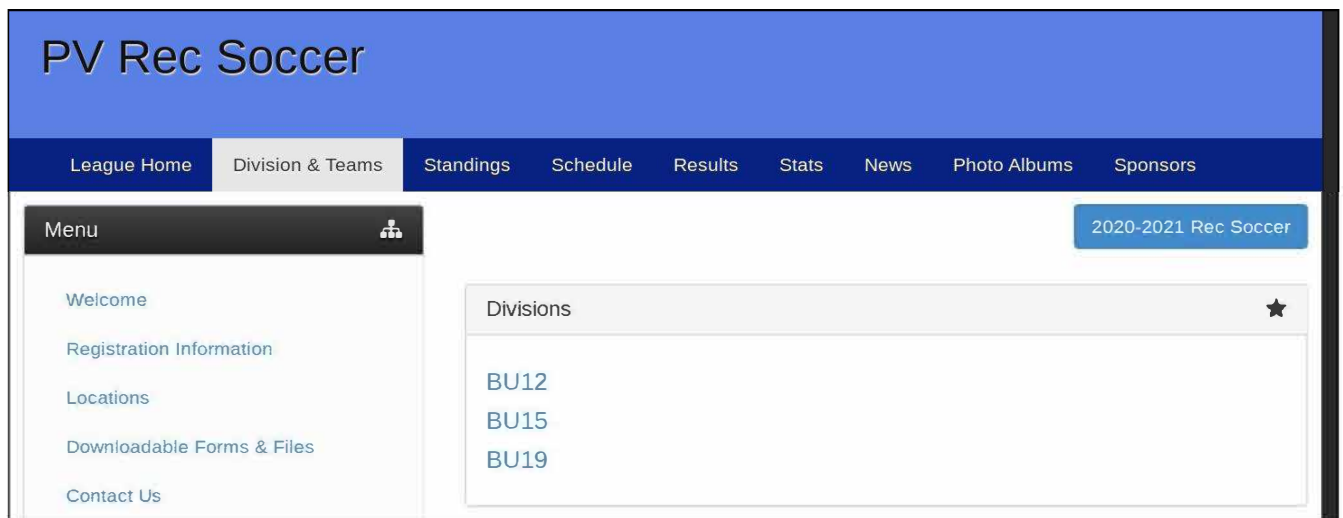 PV Rec Soccer
League Home Division & Teams Standings Schedule Results Stats News Photo Albums Sponsors
Menu
2020-2021 Rec Soccer
Welcome
Registration Information
Locations
Downloadable Forms & Files
Contact Us
Divisions
BU12
BU15
BU19